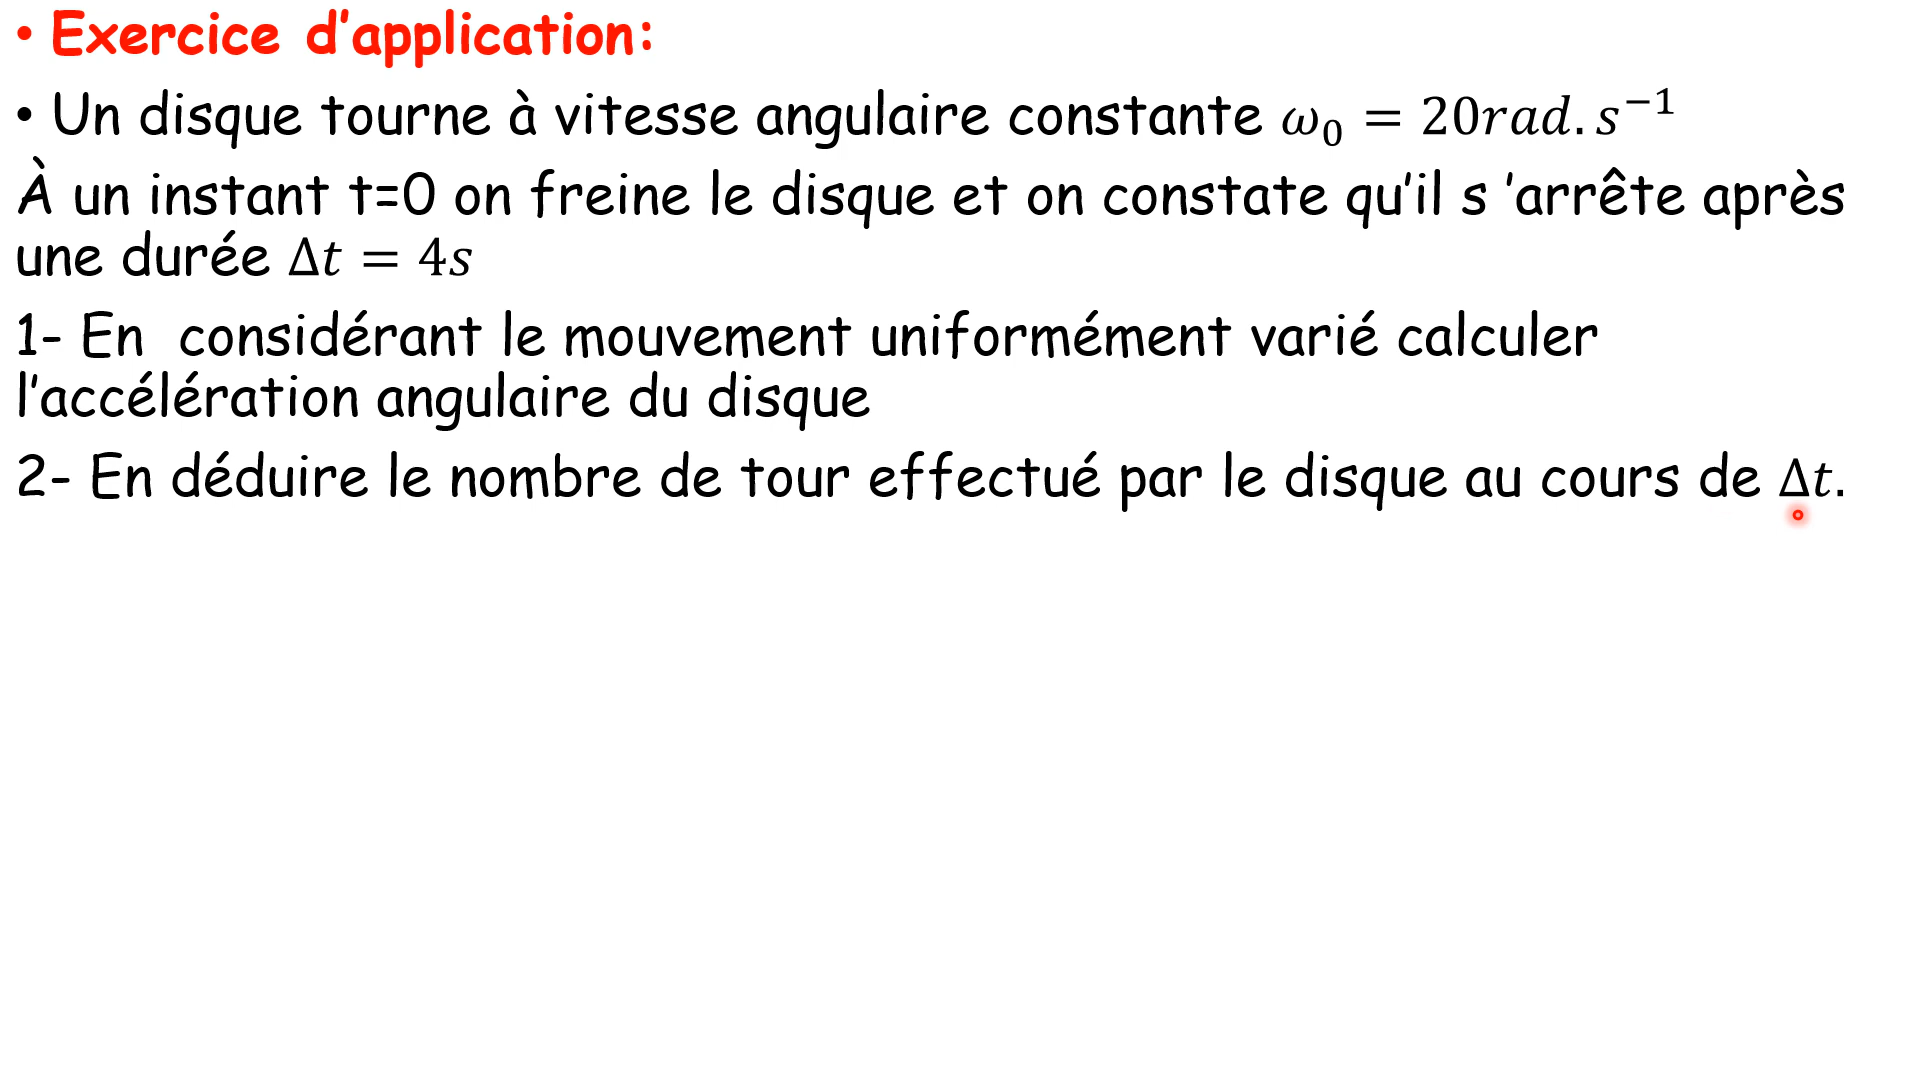 • Exercice d’application:
• Un disque tourne à vitesse angulaire constante 𝜔₀ = 20𝑟𝑎𝑑. 𝑠⁻¹
À un instant t=0 on freine le disque et on constate qu’il s ’arrête après
une durée Δ𝑡 = 4𝑠
1- En  considérant le mouvement uniformément varié calculer
l’accélération angulaire du disque
2- En déduire le nombre de tour effectué par le disque au cours de Δ𝑡.